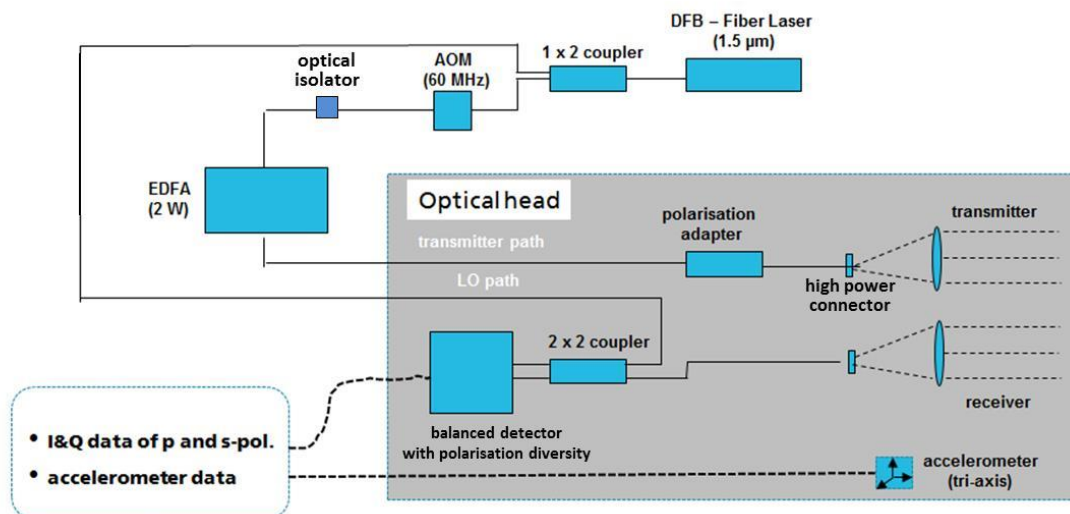 DFB – Fiber Laser
(1.5 µm)
1 x 2 coupler
AOM
(60 MHz)
optical
isolator
EDFA
(2 W)
Optical head
polarisation
adapter
transmitter
transmitter path
LO path
high power
connector
2 x 2 coupler
receiver
balanced detector
with polarisation diversity
• I&Q data of p and s-pol.
• accelerometer data
accelerometer
(tri-axis)